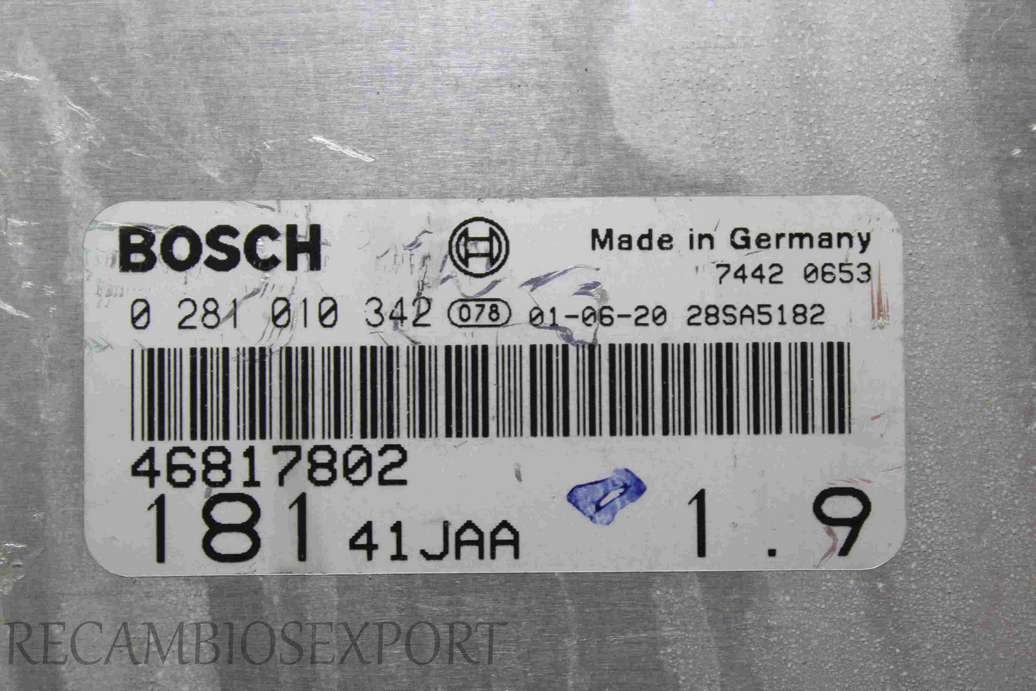 BOSCH Made in Germany
7442 0653
0 281 010 342 078 01-06-20 28SA5182
46817802
181 41JAA 1.9
RECAMBIOSEXPORT